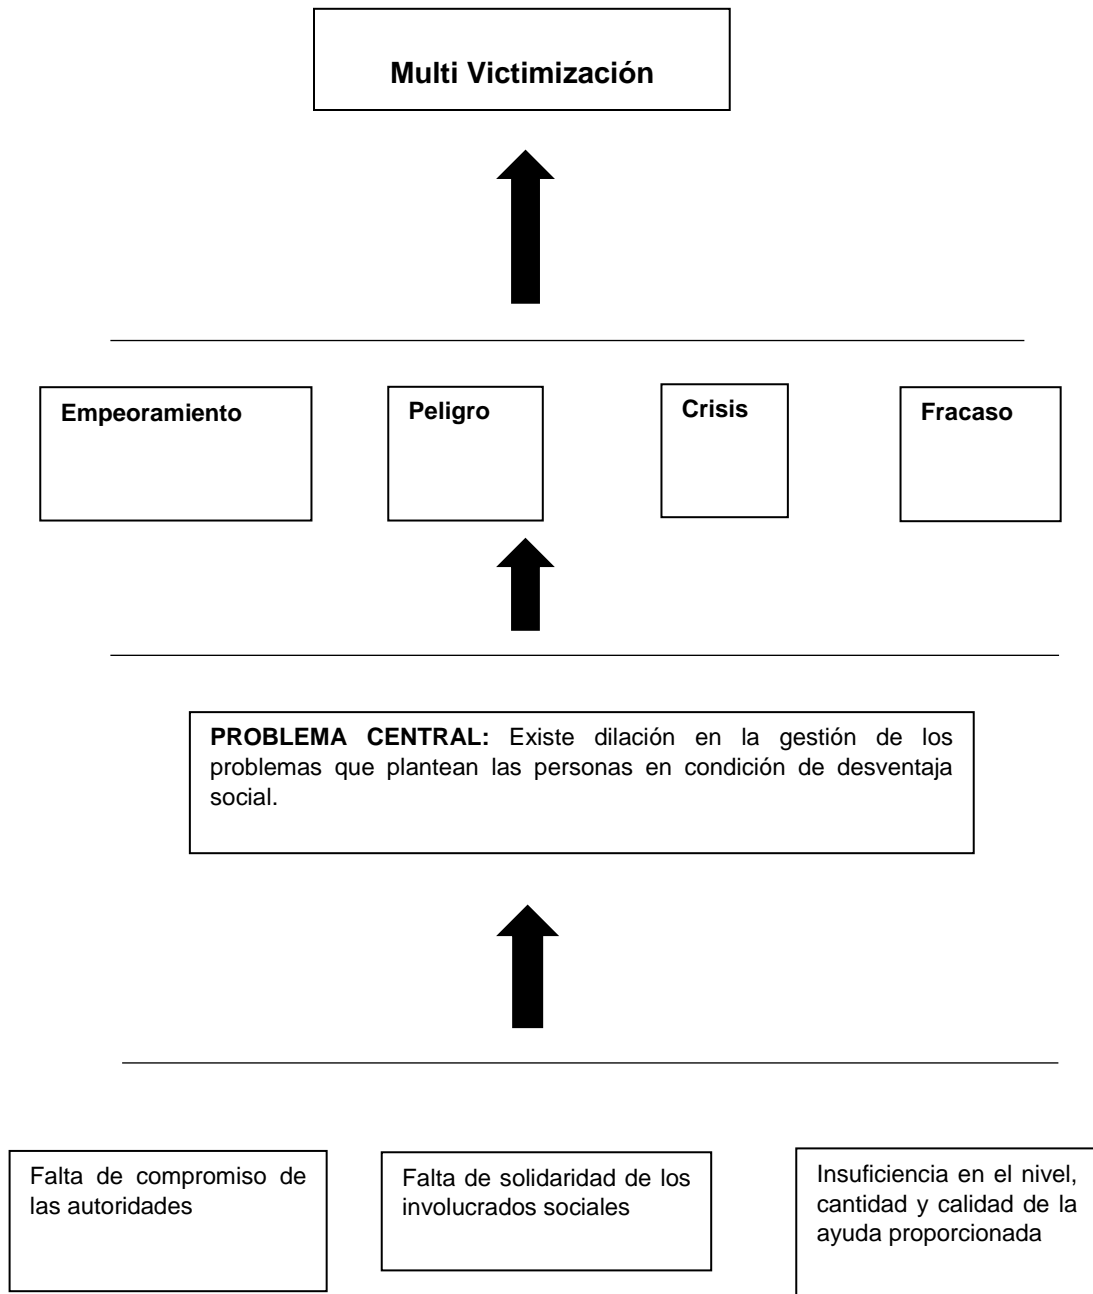 Multi Victimización
Empeoramiento
Peligro
Crisis
Fracaso
PROBLEMA CENTRAL: Existe dilación en la gestión de los
problemas que plantean las personas en condición de desventaja
social.
Falta de compromiso de
las autoridades
Falta de solidaridad de los
involucrados sociales
Insuficiencia en el nivel,
cantidad y calidad de la
ayuda proporcionada